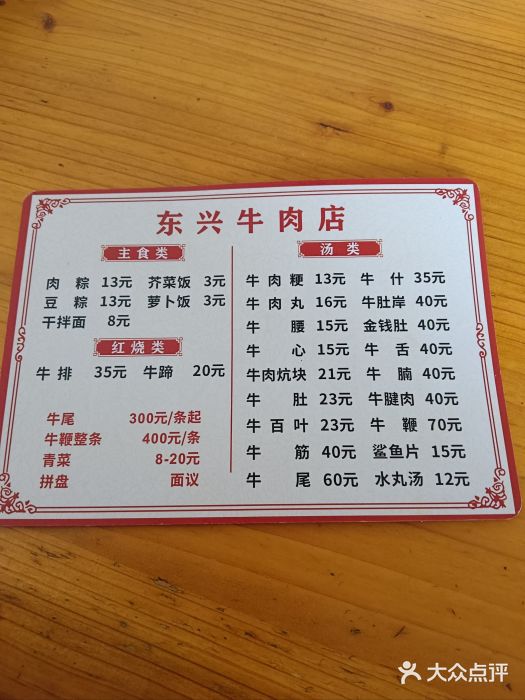 东兴牛肉店
主食类
肉粽 13元 芥菜饭 3元
豆粽 13元 萝卜饭 3元
干拌面 8元
红烧类
牛排 35元 牛蹄 20元
牛尾 300元/条起
牛鞭整条 400元/条
青菜 8-20元
拼盘 面议
汤类
牛肉粳 13元 牛什 35元
牛肉丸 16元 牛肚岸 40元
牛腰 15元 金钱肚 40元
牛心 15元 牛舌 40元
牛肉炕块 21元 牛腩 40元
牛肚 23元 牛腱肉 40元
牛百叶 23元 牛鞭 70元
牛筋 40元 鲨鱼片 15元
牛尾 60元 水丸汤 12元
大众点评